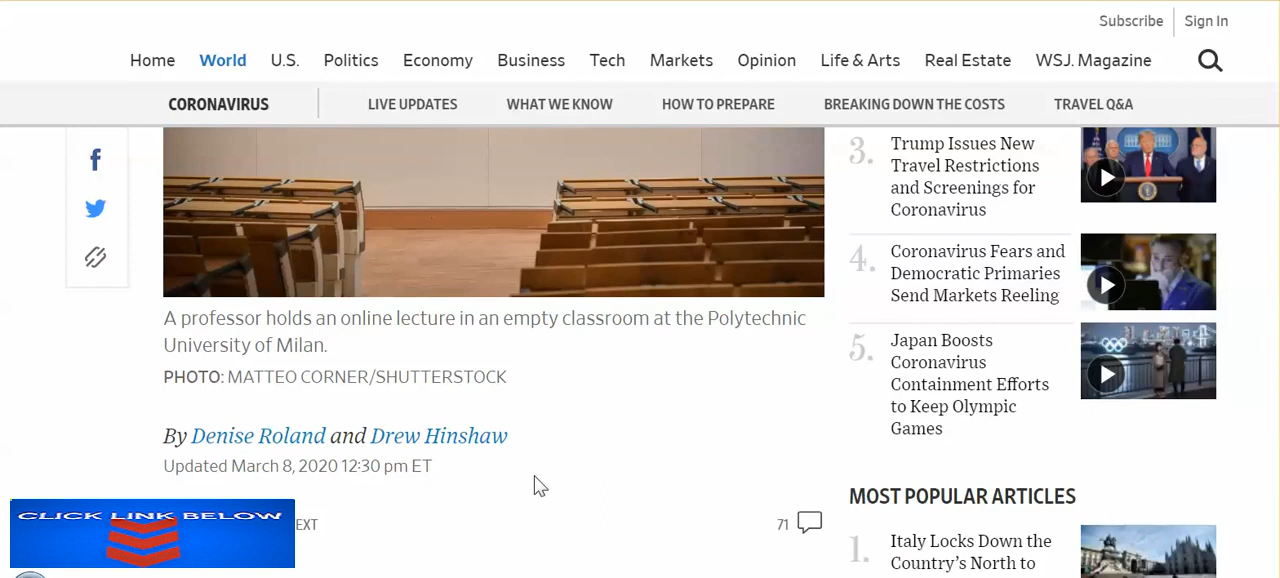 Subscribe
Sign In
Home World U.S. Politics Economy Business Tech Markets Opinion Life & Arts Real Estate WSJ. Magazine
CORONAVIRUS LIVE UPDATES WHAT WE KNOW HOW TO PREPARE BREAKING DOWN THE COSTS TRAVEL Q&A
A professor holds an online lecture in an empty classroom at the Polytechnic
University of Milan.
PHOTO: MATTEO CORNER/SHUTTERSTOCK
By Denise Roland and Drew Hinshaw
Updated March 8, 2020 12:30 pm ET
CLICK LINK BELOW
EXT
71
3. Trump Issues New
Travel Restrictions
and Screenings for
Coronavirus
4. Coronavirus Fears and
Democratic Primaries
Send Markets Reeling
5. Japan Boosts
Coronavirus
Containment Efforts
to Keep Olympic
Games
MOST POPULAR ARTICLES
1. Italy Locks Down the
Country's North to